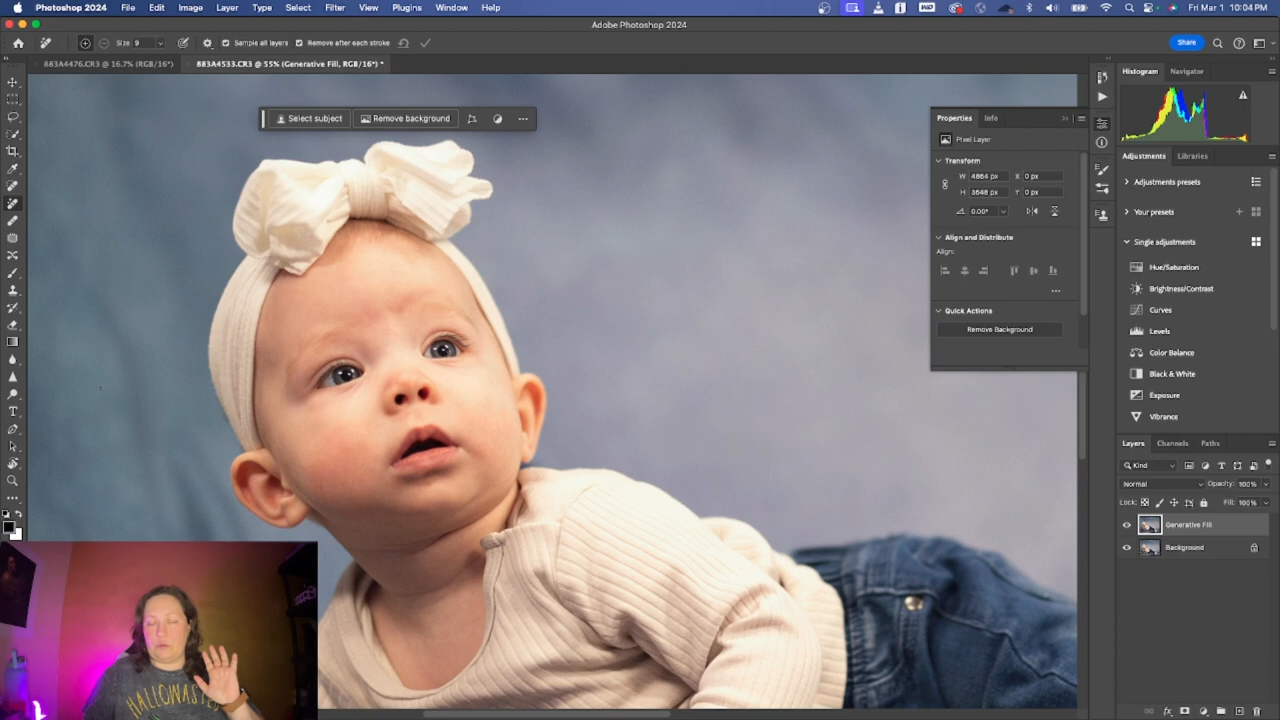 Photoshop 2024 File Edit Image Layer Type Select Filter View Plugins Window Help Fri Mar 1 10:04 PM
Adobe Photoshop 2024
Size 9 Sample all layers Remove after each stroke Share
883A4476.CR3 @ 16.7% (RGB/16*) 883A4533.CR3 @ 55% (Generative Fill, RGB/16*) *
Histogram Navigator
Select subject Remove background
Properties Info
Pixel Layer
Transform
W 4864 px X 0 px
H 3648 px Y 0 px
0.00°
Align and Distribute
Align:
Quick Actions
Remove Background
Adjustments Libraries
Adjustments presets
Your presets
Single adjustments
Hue/Saturation
Brightness/Contrast
Curves
Levels
Color Balance
Black & White
Exposure
Vibrance
Layers Channels Paths
Kind
Normal Opacity: 100%
Lock: Fill: 100%
Generative Fill
Background